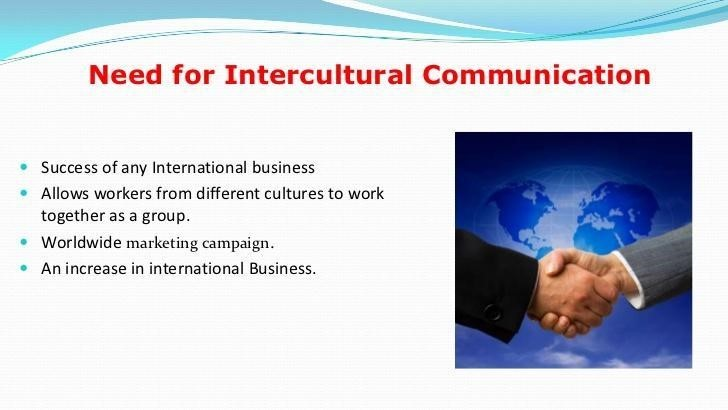 Need for Intercultural Communication
• Success of any International business
• Allows workers from different cultures to work
together as a group.
• Worldwide marketing campaign.
• An increase in international Business.